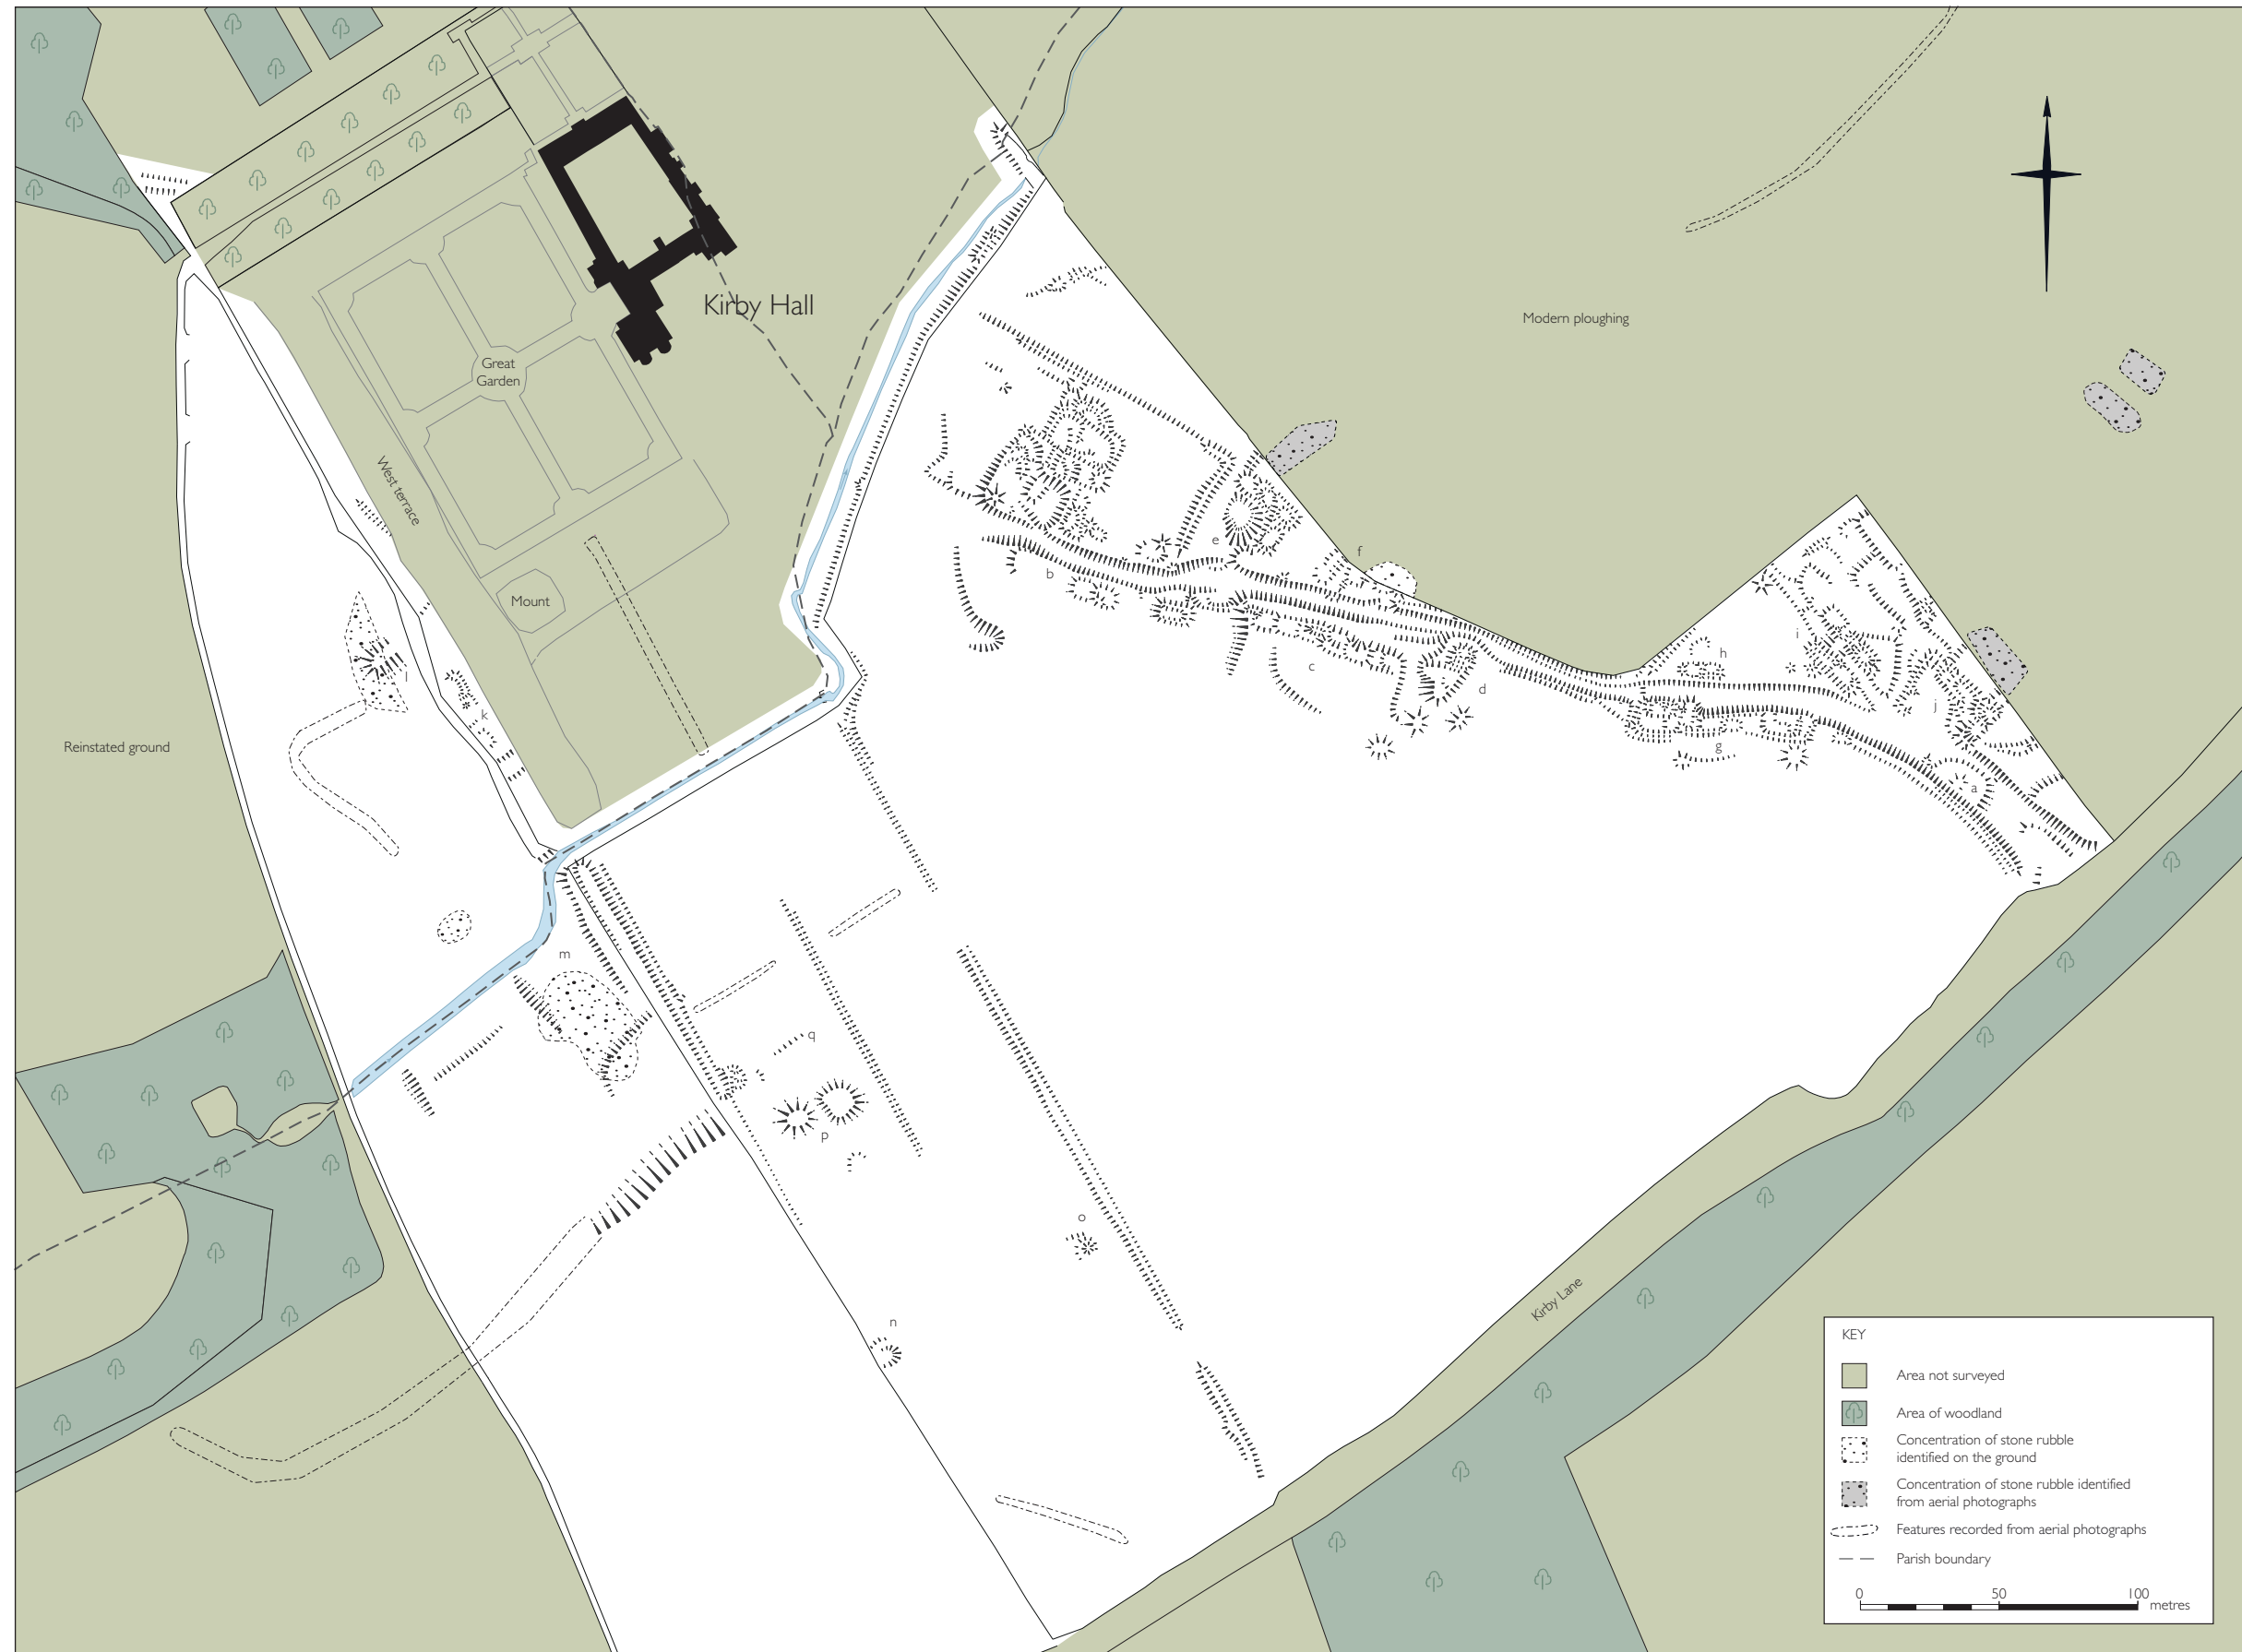 Kirby Hall
Modern ploughing
Great
Garden
West terrace
Mount
Reinstated ground
f
e
b
c
d
h
i
g
j
a
l
k
m
q
p
o
n
Kirby Lane
KEY
Area not surveyed
Area of woodland
Concentration of stone rubble
identified on the ground
Concentration of stone rubble identified
from aerial photographs
Features recorded from aerial photographs
Parish boundary
0 50 100
metres